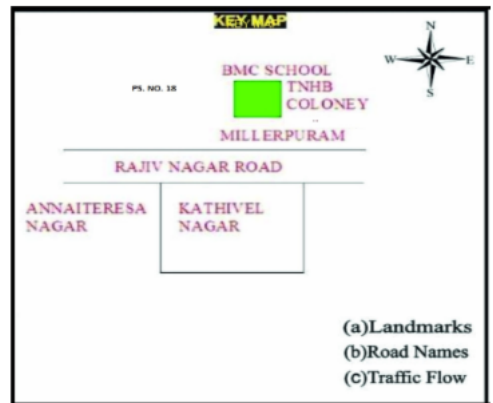 KEY MAP
N
W E
S
BMC SCHOOL
PS. NO. 18
TNHB
COLONEY
MILLERPURAM
RAJIV NAGAR ROAD
ANNAITERESA
NAGAR
KATHIVEL
NAGAR
(a)Landmarks
(b)Road Names
(c)Traffic Flow